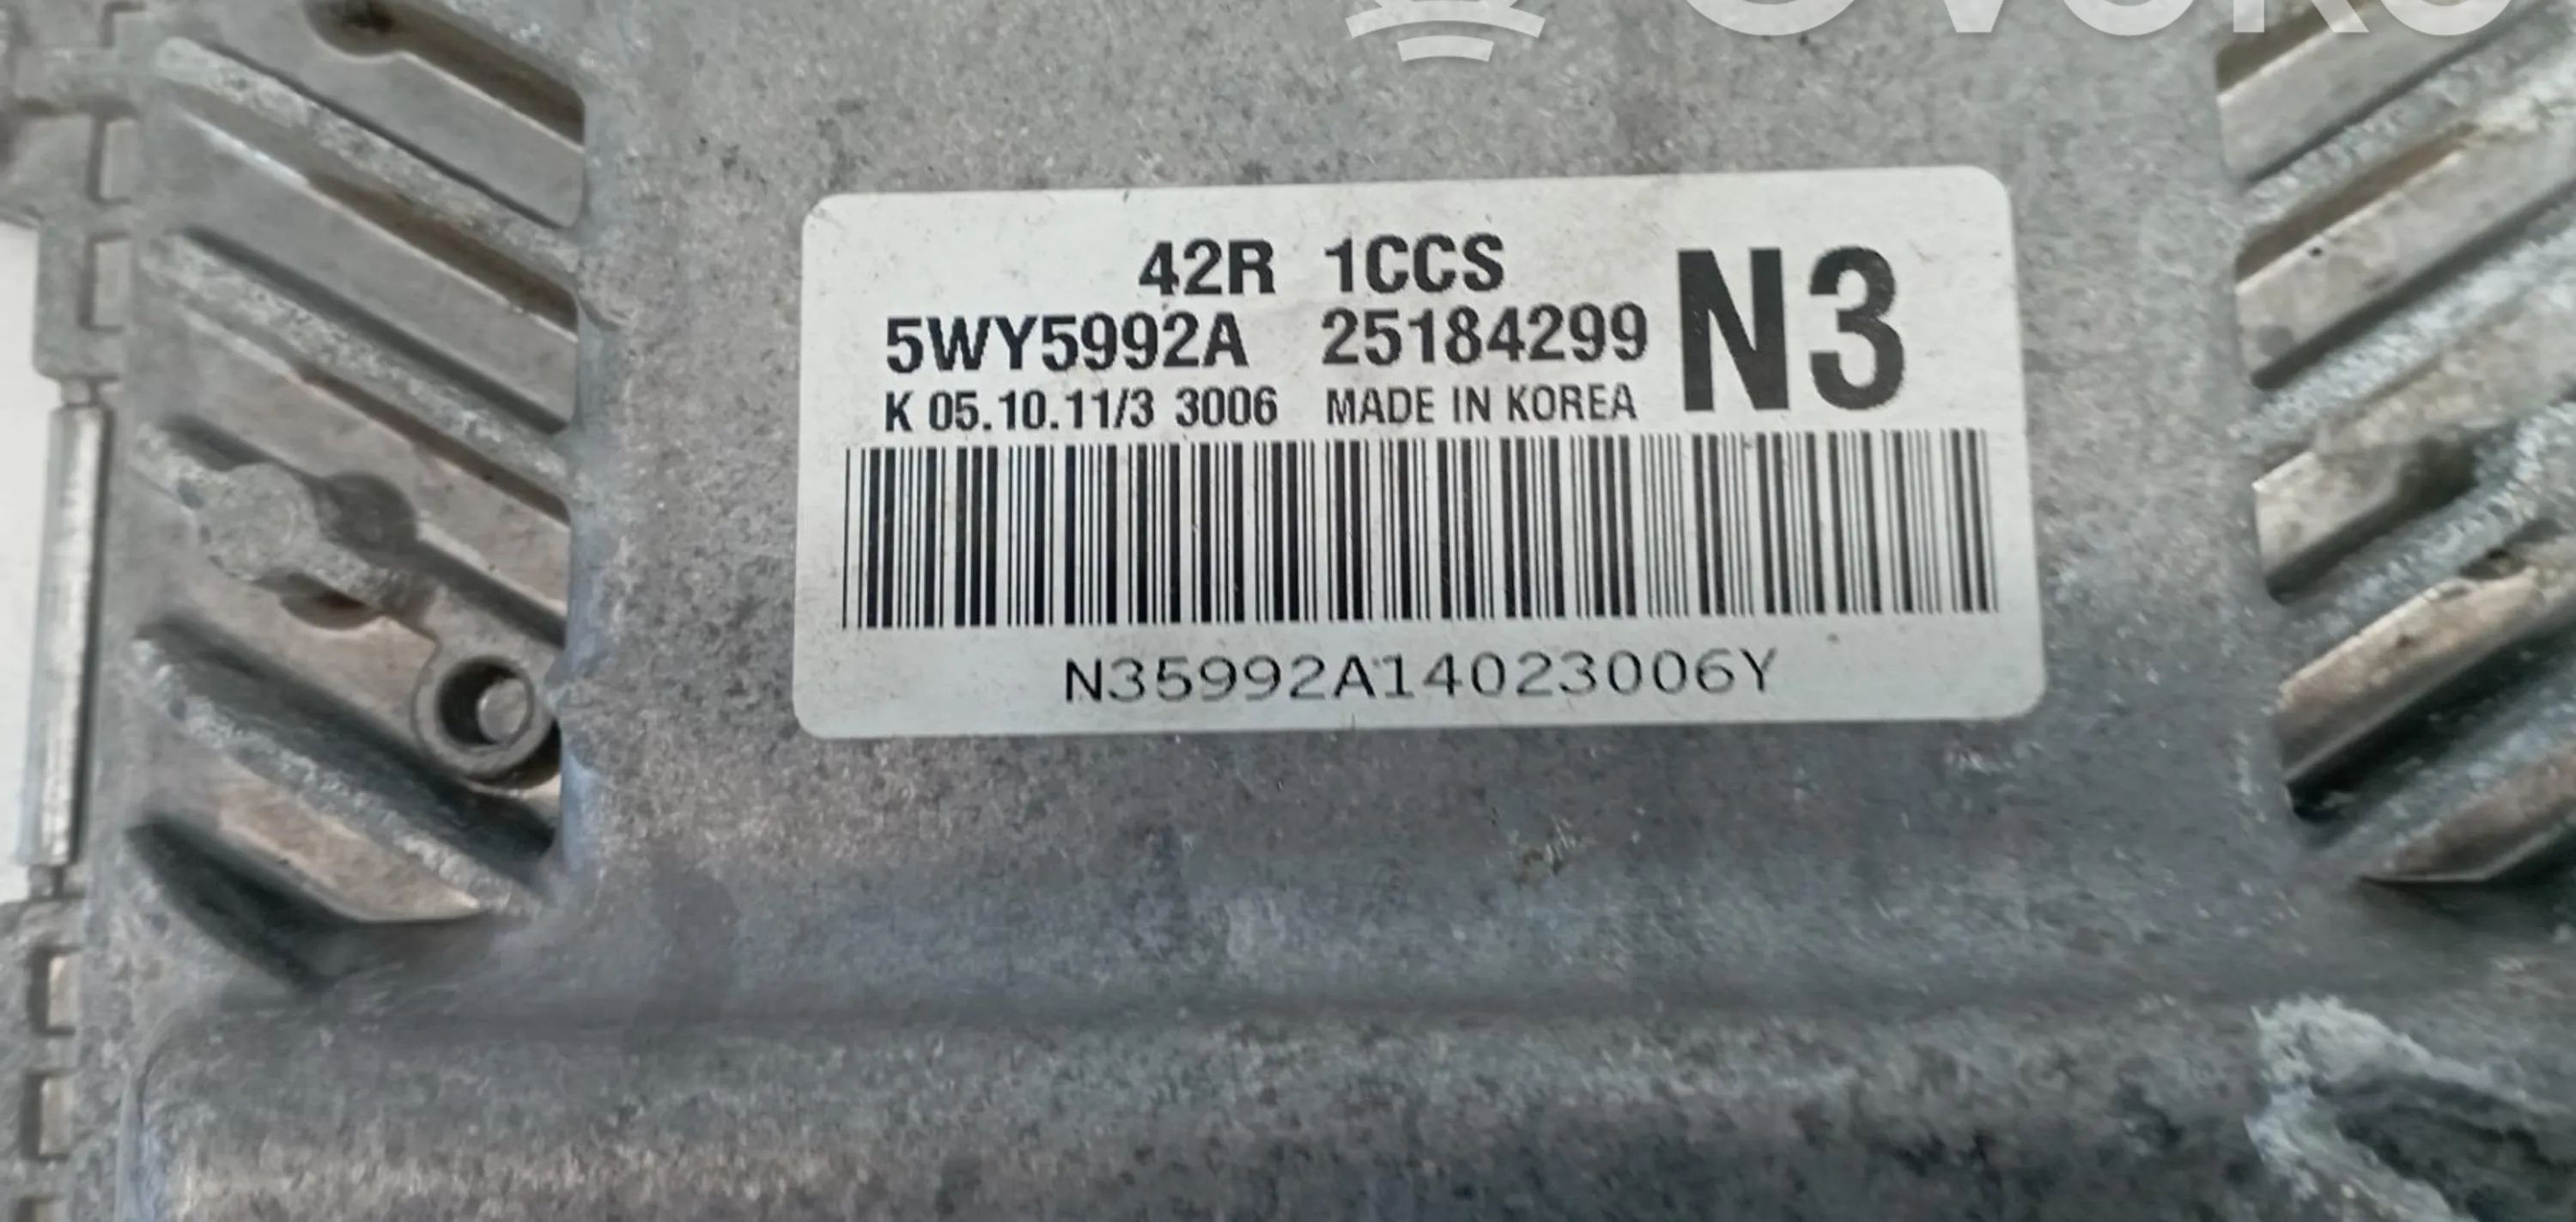 42R 1CCS
5WY5992A 25184299
N3
K 05.10.11/3 3006 MADE IN KOREA
N35992A14023006Y